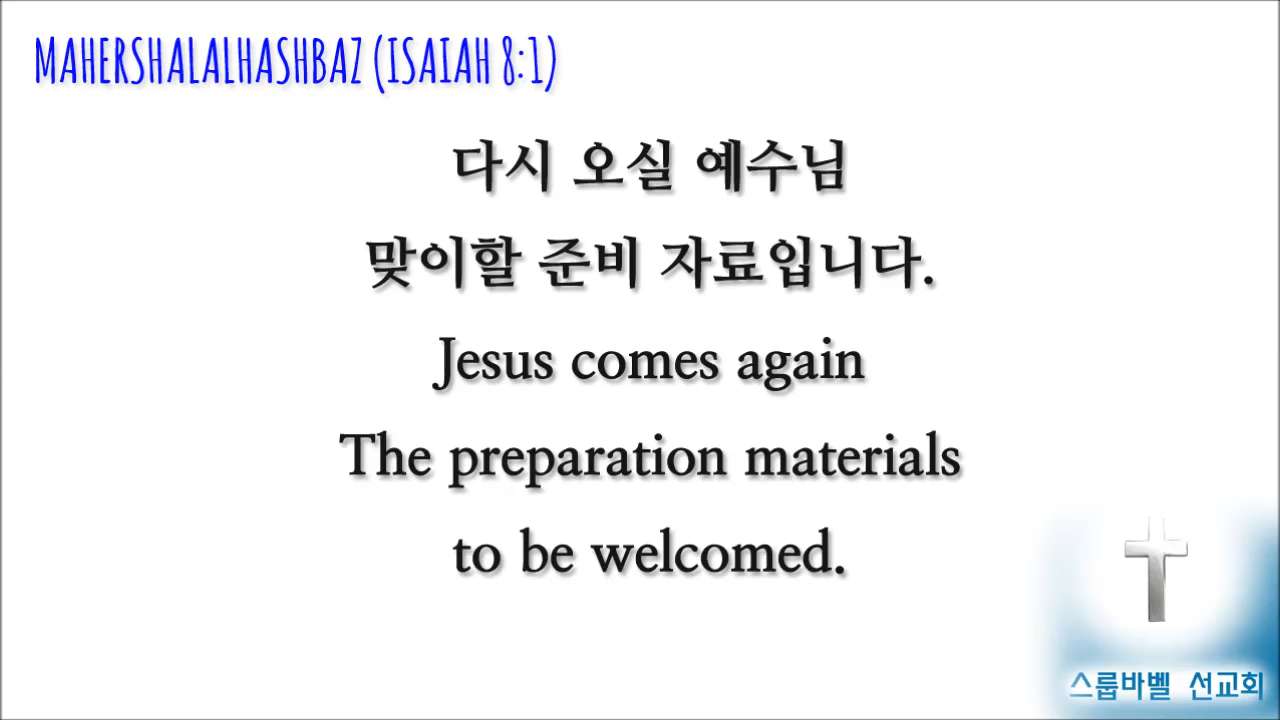 MAHERSHALALHASHBAZ (ISAIAH 8:1)
다시 오실 예수님
맞이할 준비 자료입니다.
Jesus comes again
The preparation materials
to be welcomed.
스룹바벨 선교회